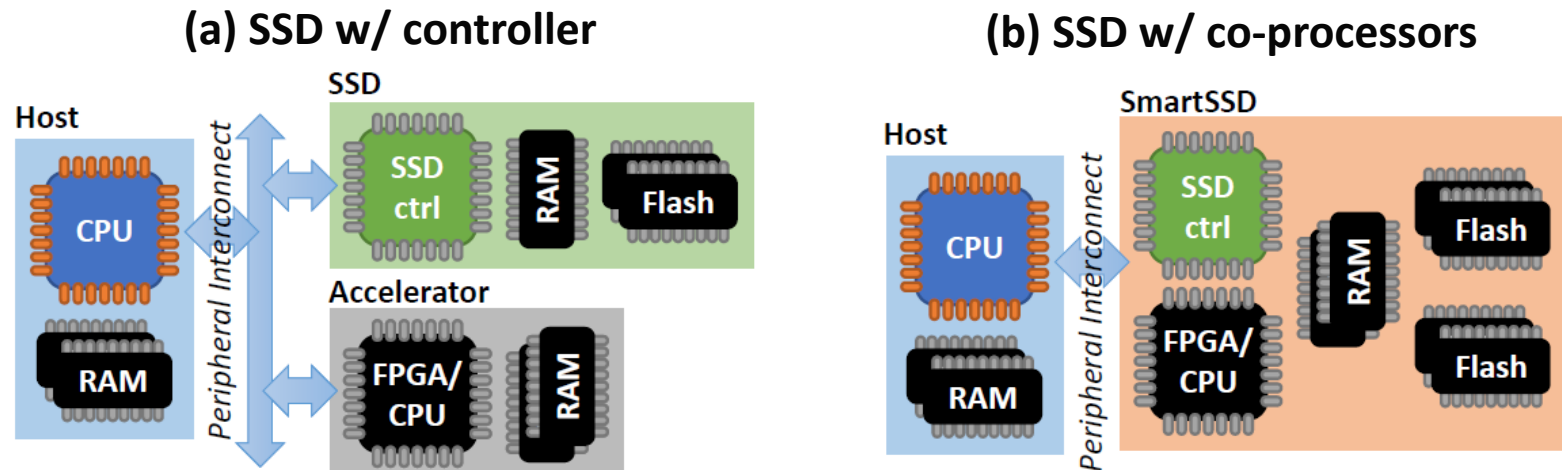 (a) SSD w/ controller
Host
CPU
RAM
Peripheral Interconnect
SSD
SSD
ctrl
RAM
Flash
Accelerator
FPGA/
CPU
RAM
(b) SSD w/ co-processors
Host
CPU
RAM
Peripheral Interconnect
SmartSSD
SSD
ctrl
FPGA/
CPU
RAM
Flash
Flash